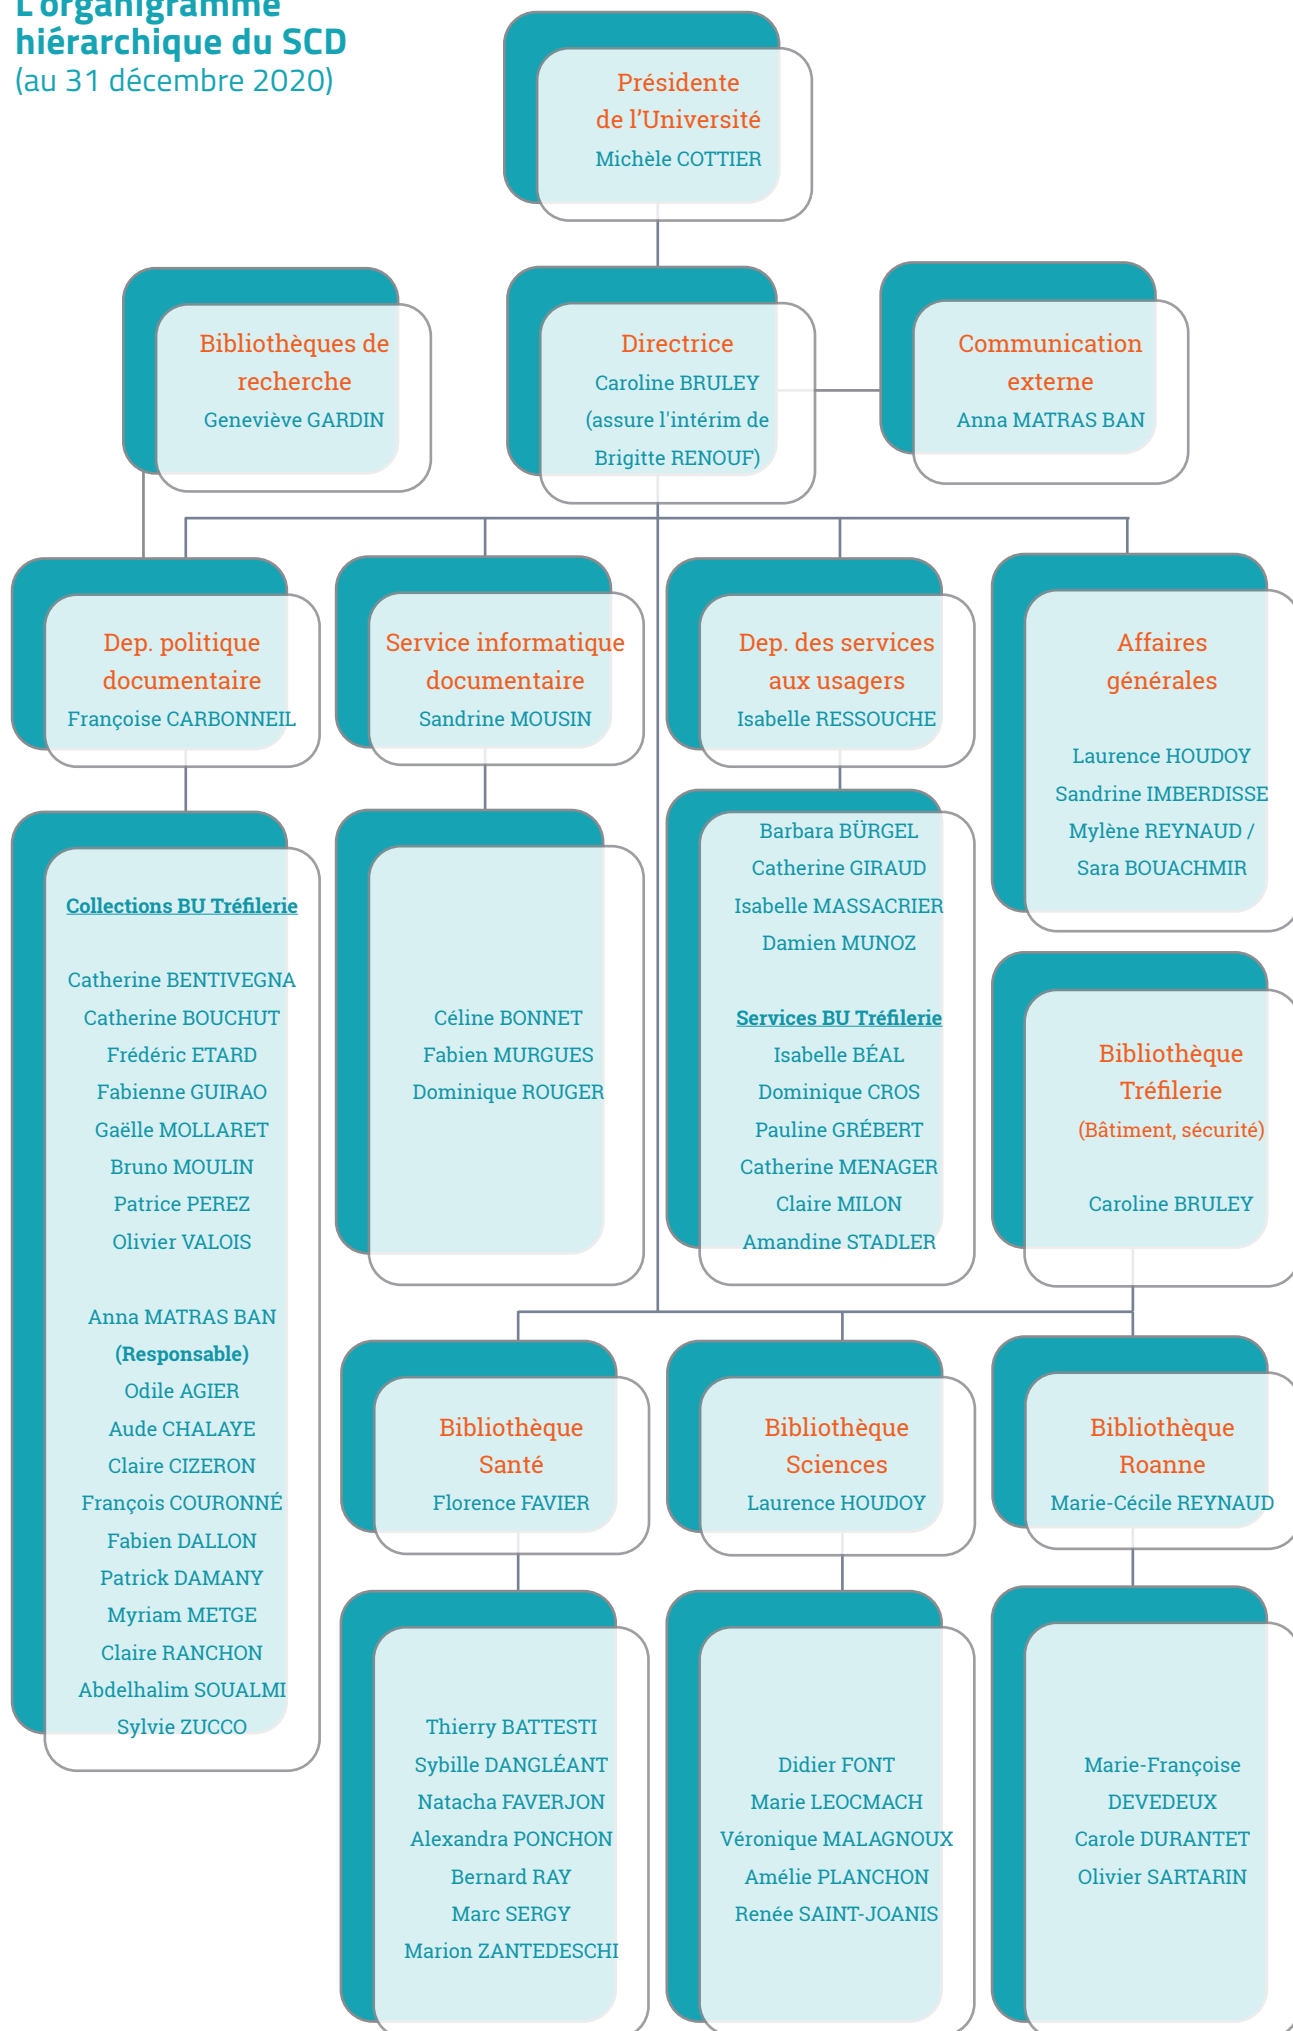 L'organigramme
hiérarchique du SCD
(au 31 décembre 2020)
Présidente
de l’Université
Michèle COTTIER
Bibliothèques de
recherche
Geneviève GARDIN
Directrice
Caroline BRULEY
(assure l'intérim de
Brigitte RENOUF)
Communication
externe
Anna MATRAS BAN
Dep. politique
documentaire
Françoise CARBONNEIL
Service informatique
documentaire
Sandrine MOUSIN
Dep. des services
aux usagers
Isabelle RESSOUCHE
Affaires
générales
Laurence HOUDOY
Sandrine IMBERDISSE
Mylène REYNAUD /
Sara BOUACHMIR
Collections BU Tréfilerie
Catherine BENTIVEGNA
Catherine BOUCHUT
Frédéric ETARD
Fabienne GUIRAO
Gaëlle MOLLARET
Bruno MOULIN
Patrice PEREZ
Olivier VALOIS
Anna MATRAS BAN
(Responsable)
Odile AGIER
Aude CHALAYE
Claire CIZERON
François COURONNÉ
Fabien DALLON
Patrick DAMANY
Myriam METGE
Claire RANCHON
Abdelhalim SOUALMI
Sylvie ZUCCO
Céline BONNET
Fabien MURGUES
Dominique ROUGER
Barbara BÜRGEL
Catherine GIRAUD
Isabelle MASSACRIER
Damien MUNOZ
Services BU Tréfilerie
Isabelle BÉAL
Dominique CROS
Pauline GRÉBERT
Catherine MENAGER
Claire MILON
Amandine STADLER
Bibliothèque
Tréfilerie
(Bâtiment, sécurité)
Caroline BRULEY
Bibliothèque
Santé
Florence FAVIER
Bibliothèque
Sciences
Laurence HOUDOY
Bibliothèque
Roanne
Marie-Cécile REYNAUD
Thierry BATTESTI
Sybille DANGLÉANT
Natacha FAVERJON
Alexandra PONCHON
Bernard RAY
Marc SERGY
Marion ZANTEDESCHI
Didier FONT
Marie LEOCMACH
Véronique MALAGNOUX
Amélie PLANCHON
Renée SAINT-JOANIS
Marie-Françoise
DEVEDEUX
Carole DURANTET
Olivier SARTARIN